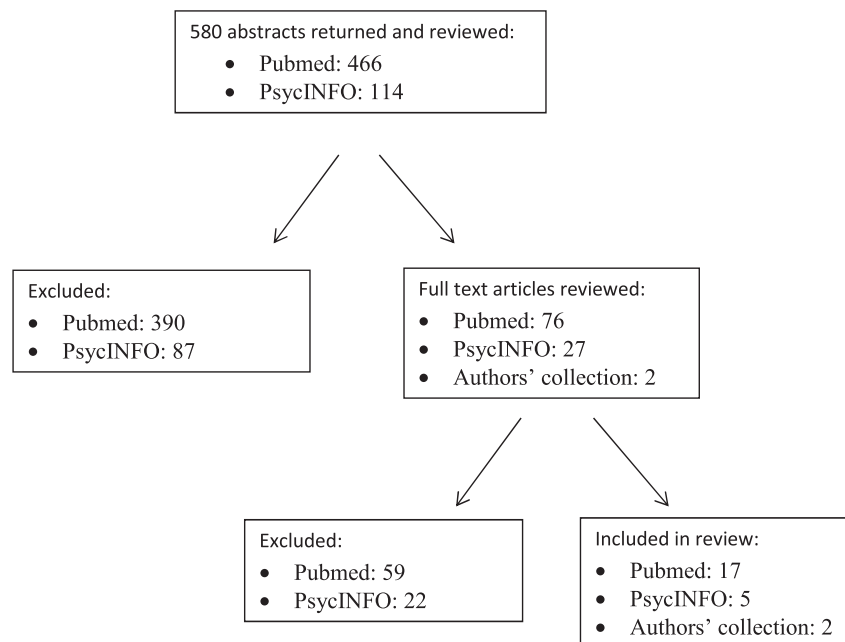 580 abstracts returned and reviewed:
• Pubmed: 466
• PsycINFO: 114
Excluded:
• Pubmed: 390
• PsycINFO: 87
Full text articles reviewed:
• Pubmed: 76
• PsycINFO: 27
• Authors’ collection: 2
Excluded:
• Pubmed: 59
• PsycINFO: 22
Included in review:
• Pubmed: 17
• PsycINFO: 5
• Authors’ collection: 2